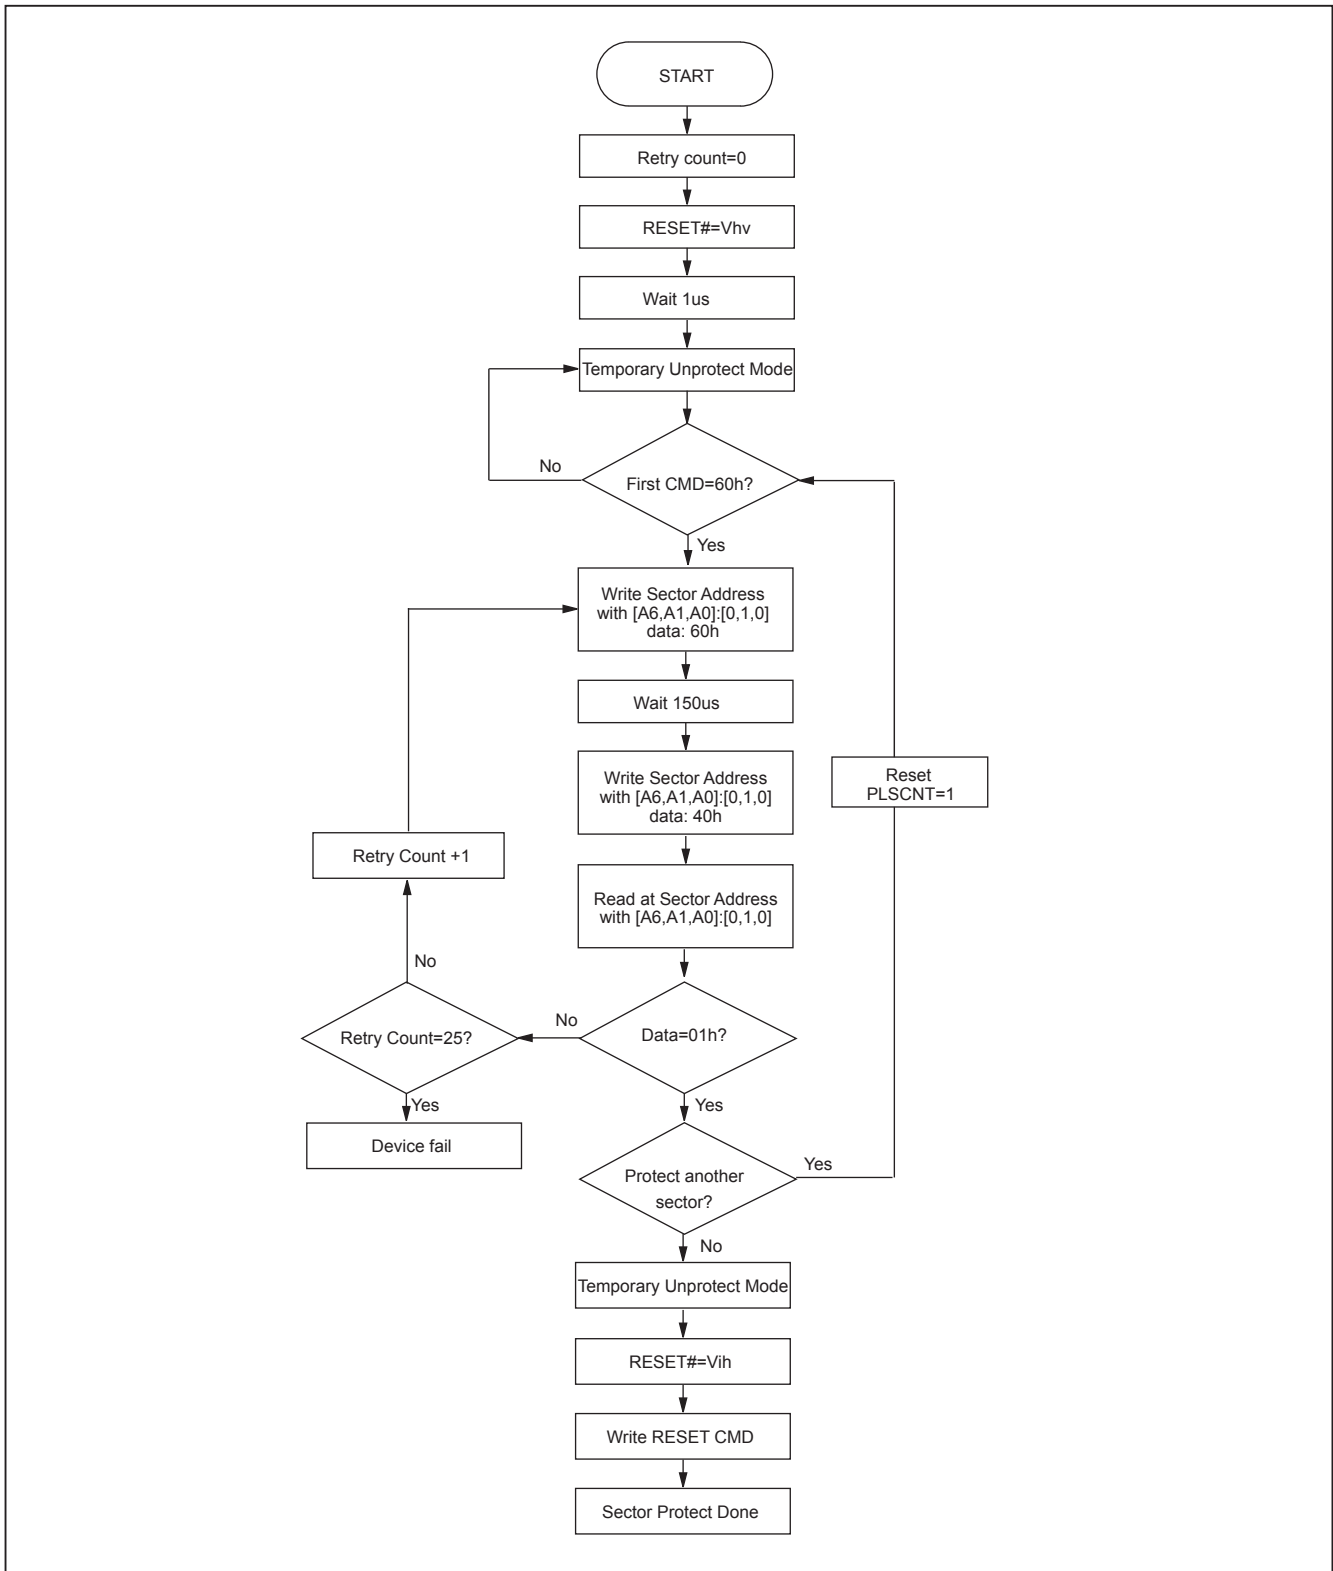 START
Retry count=0
RESET#=Vhv
Wait 1us
Temporary Unprotect Mode
No
First CMD=60h?
Yes
Write Sector Address
with [A6,A1,A0]:[0,1,0]
data: 60h
Wait 150us
Write Sector Address
with [A6,A1,A0]:[0,1,0]
data: 40h
Reset
PLSCNT=1
Retry Count +1
Read at Sector Address
with [A6,A1,A0]:[0,1,0]
No
No
Retry Count=25?
Data=01h?
Yes
Yes
Device fail
Protect another
sector?
Yes
No
Temporary Unprotect Mode
RESET#=Vih
Write RESET CMD
Sector Protect Done